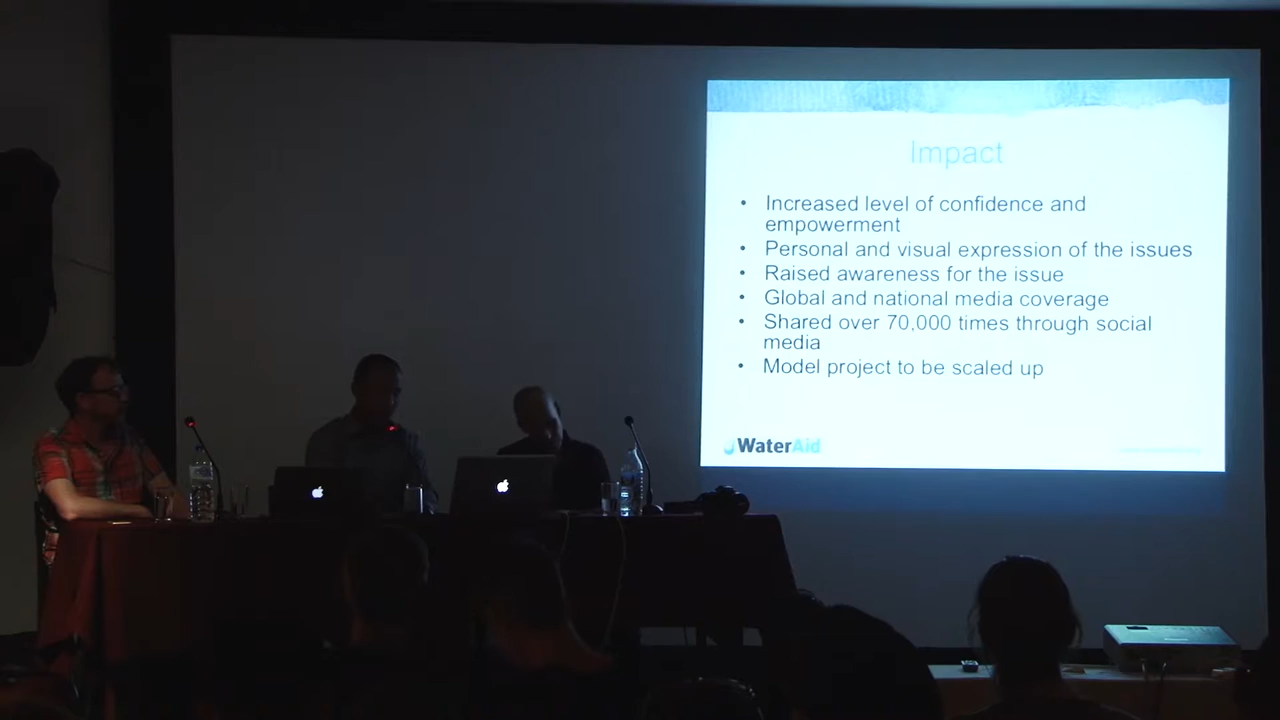 Impact
• Increased level of confidence and
empowerment
• Personal and visual expression of the issues
• Raised awareness for the issue
• Global and national media coverage
• Shared over 70,000 times through social
media
• Model project to be scaled up
WaterAid